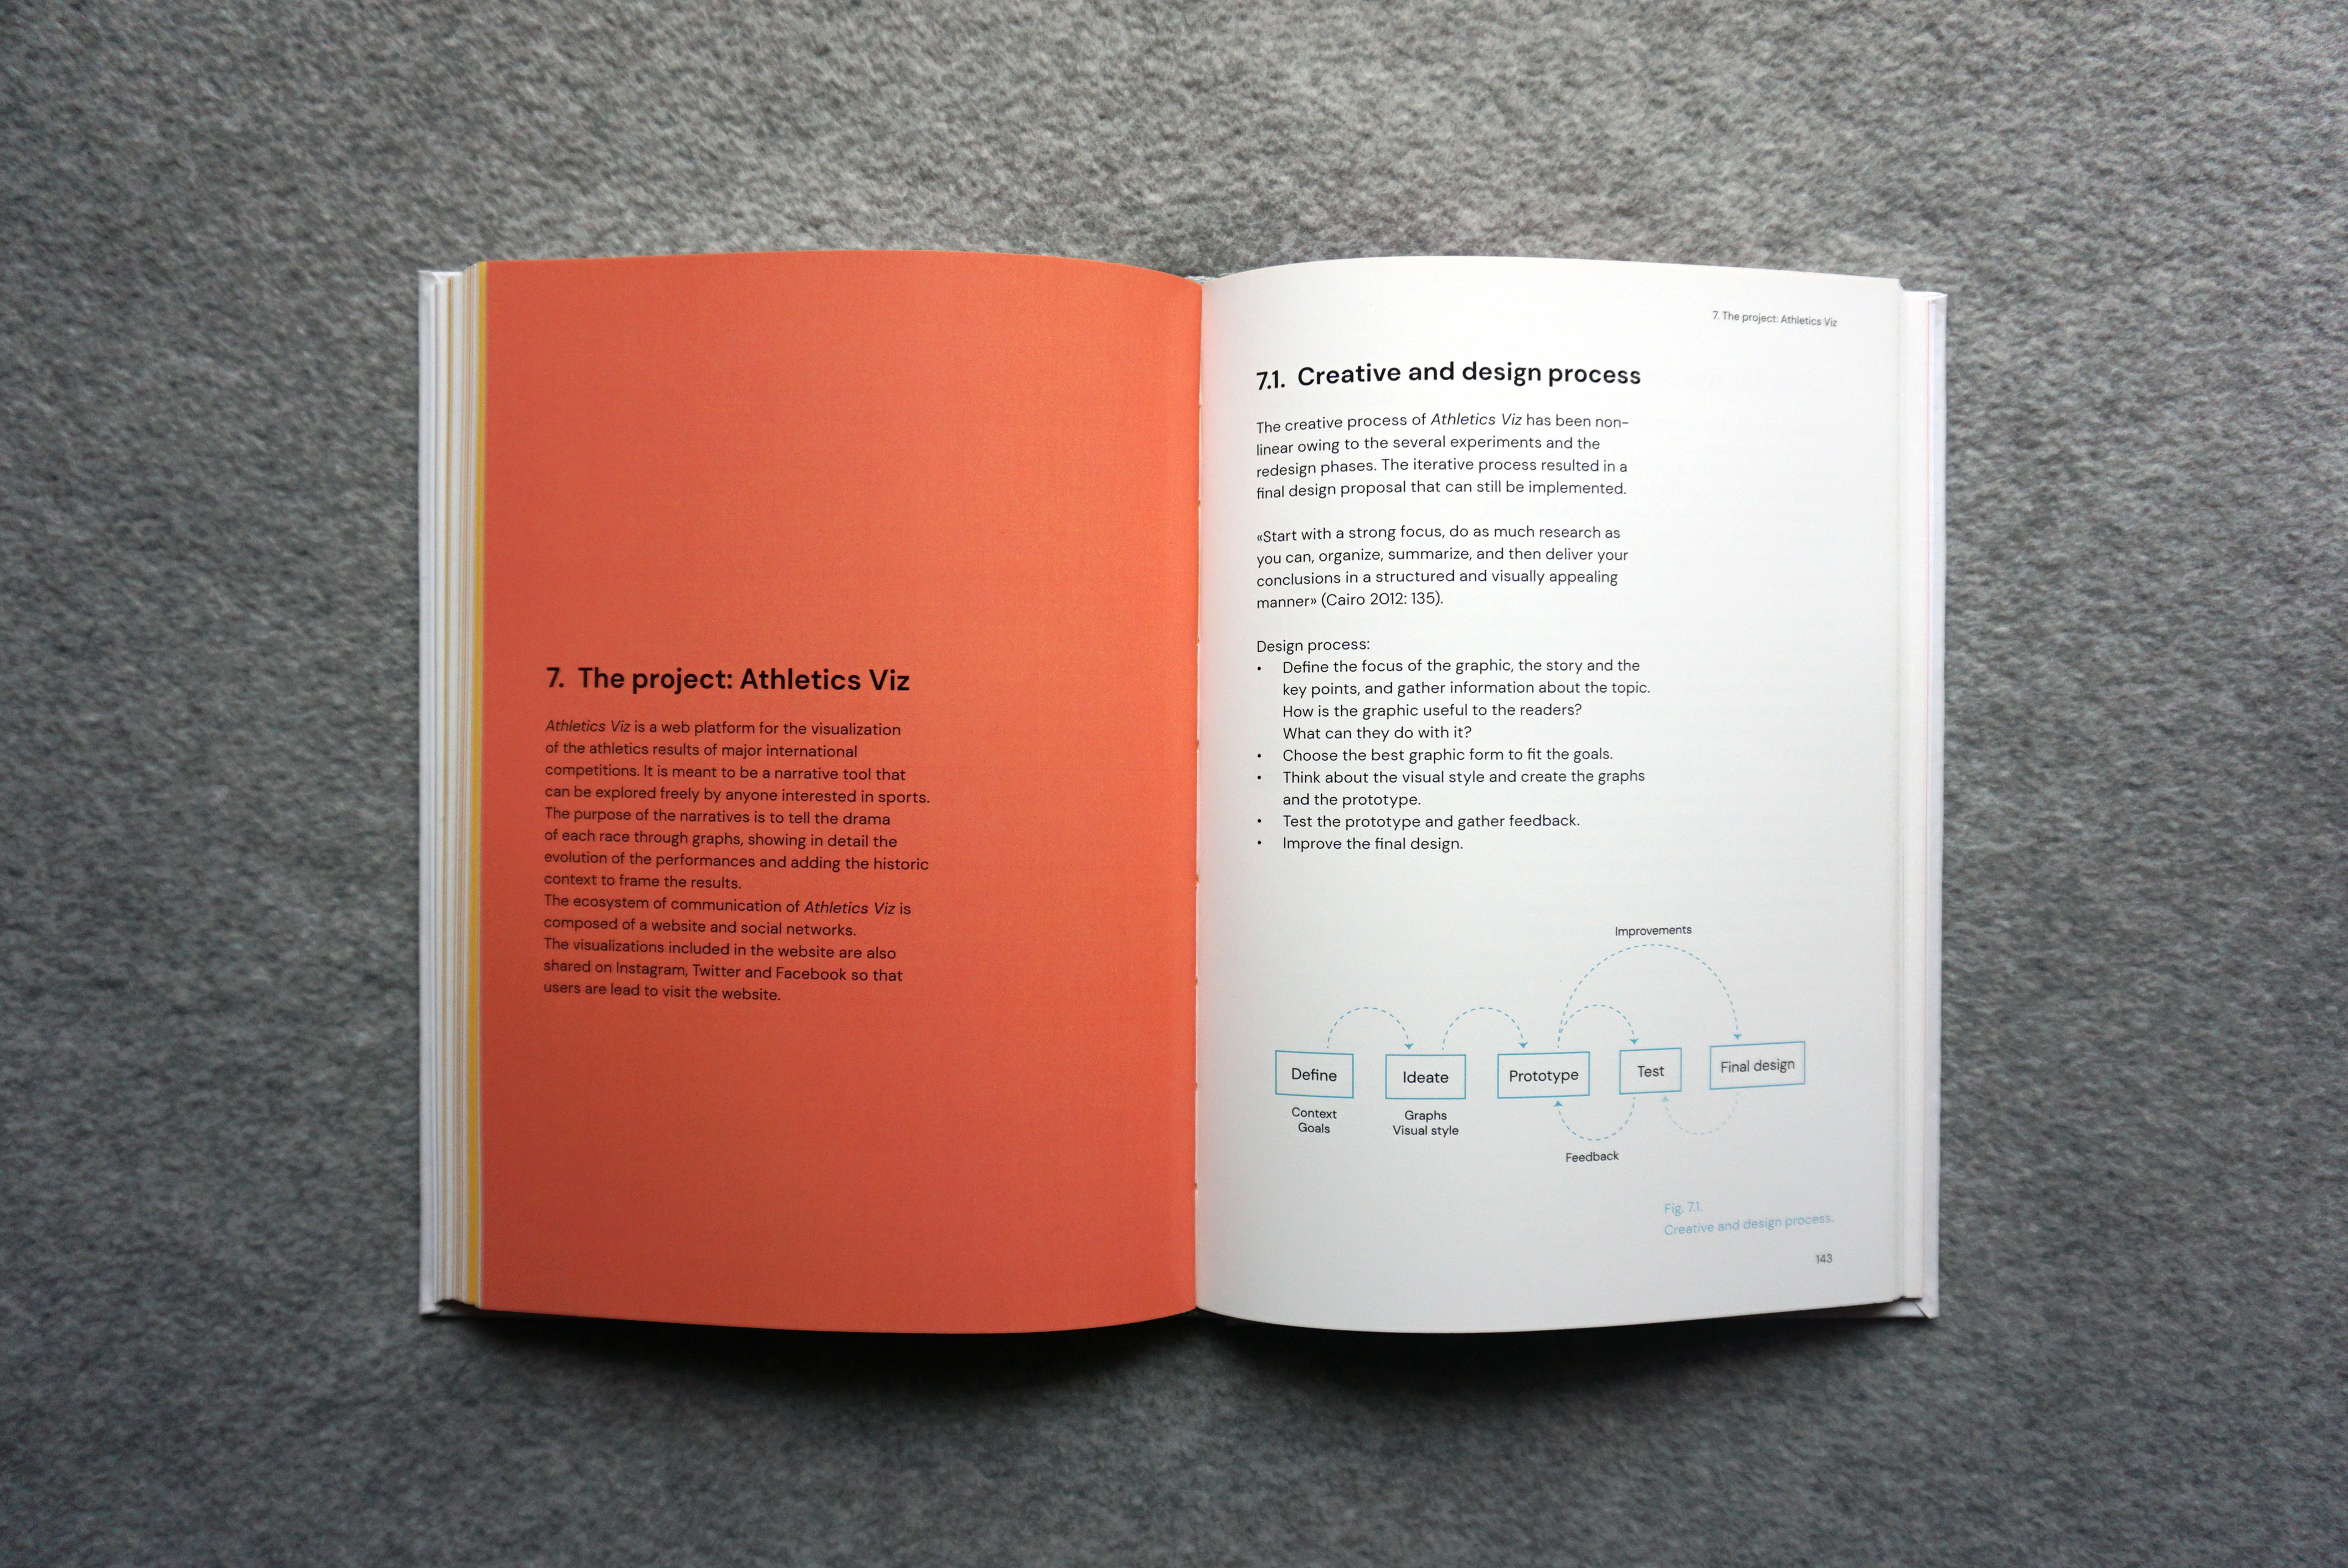 7. The project: Athletics Viz
Athletics Viz is a web platform for the visualization
of the athletics results of major international
competitions. It is meant to be a narrative tool that
can be explored freely by anyone interested in sports.
The purpose of the narratives is to tell the drama
of each race through graphs, showing in detail the
evolution of the performances and adding the historic
context to frame the results.
The ecosystem of communication of Athletics Viz is
composed of a website and social networks.
The visualizations included in the website are also
shared on Instagram, Twitter and Facebook so that
users are lead to visit the website.
7. The project: Athletics Viz
7.1. Creative and design process
The creative process of Athletics Viz has been non-
linear owing to the several experiments and the
redesign phases. The iterative process resulted in a
final design proposal that can still be implemented.
«Start with a strong focus, do as much research as
you can, organize, summarize, and then deliver your
conclusions in a structured and visually appealing
manner» (Cairo 2012: 135).
Design process:
• Define the focus of the graphic, the story and the
key points, and gather information about the topic.
How is the graphic useful to the readers?
What can they do with it?
• Choose the best graphic form to fit the goals.
• Think about the visual style and create the graphs
and the prototype.
• Test the prototype and gather feedback.
• Improve the final design.
Improvements
Define
Ideate
Prototype
Test
Final design
Context
Goals
Graphs
Visual style
Feedback
Fig. 7.1.
Creative and design process.
143